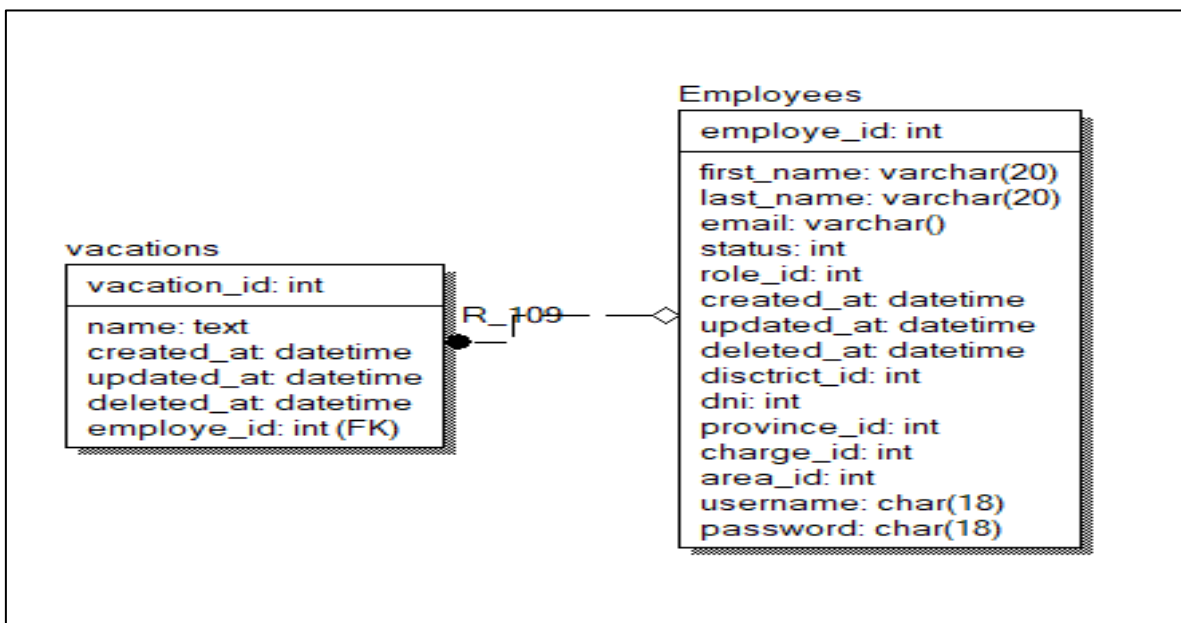 Employees
employe_id: int
first_name: varchar(20)
last_name: varchar(20)
email: varchar()
status: int
role_id: int
created_at: datetime
updated_at: datetime
deleted_at: datetime
disctrict_id: int
dni: int
province_id: int
charge_id: int
area_id: int
username: char(18)
password: char(18)
vacations
vacation_id: int
name: text
created_at: datetime
updated_at: datetime
deleted_at: datetime
employe_id: int (FK)
R_109